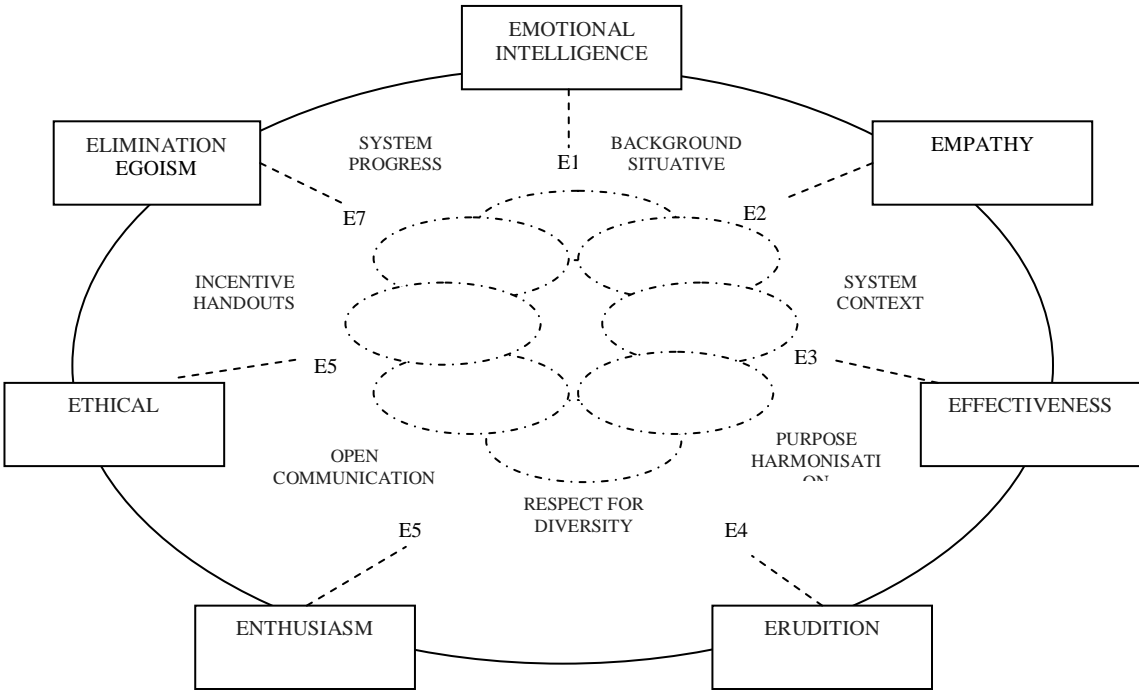 EMOTIONAL
INTELLIGENCE
ELIMINATION
EGOISM
SYSTEM
PROGRESS
E1
BACKGROUND
SITUATIVE
EMPATHY
E7
E2
INCENTIVE
HANDOUTS
SYSTEM
CONTEXT
E5
E3
ETHICAL
EFFECTIVENESS
OPEN
COMMUNICATION
PURPOSE
HARMONISATI
ON
RESPECT FOR
DIVERSITY
E5
E4
ENTHUSIASM
ERUDITION